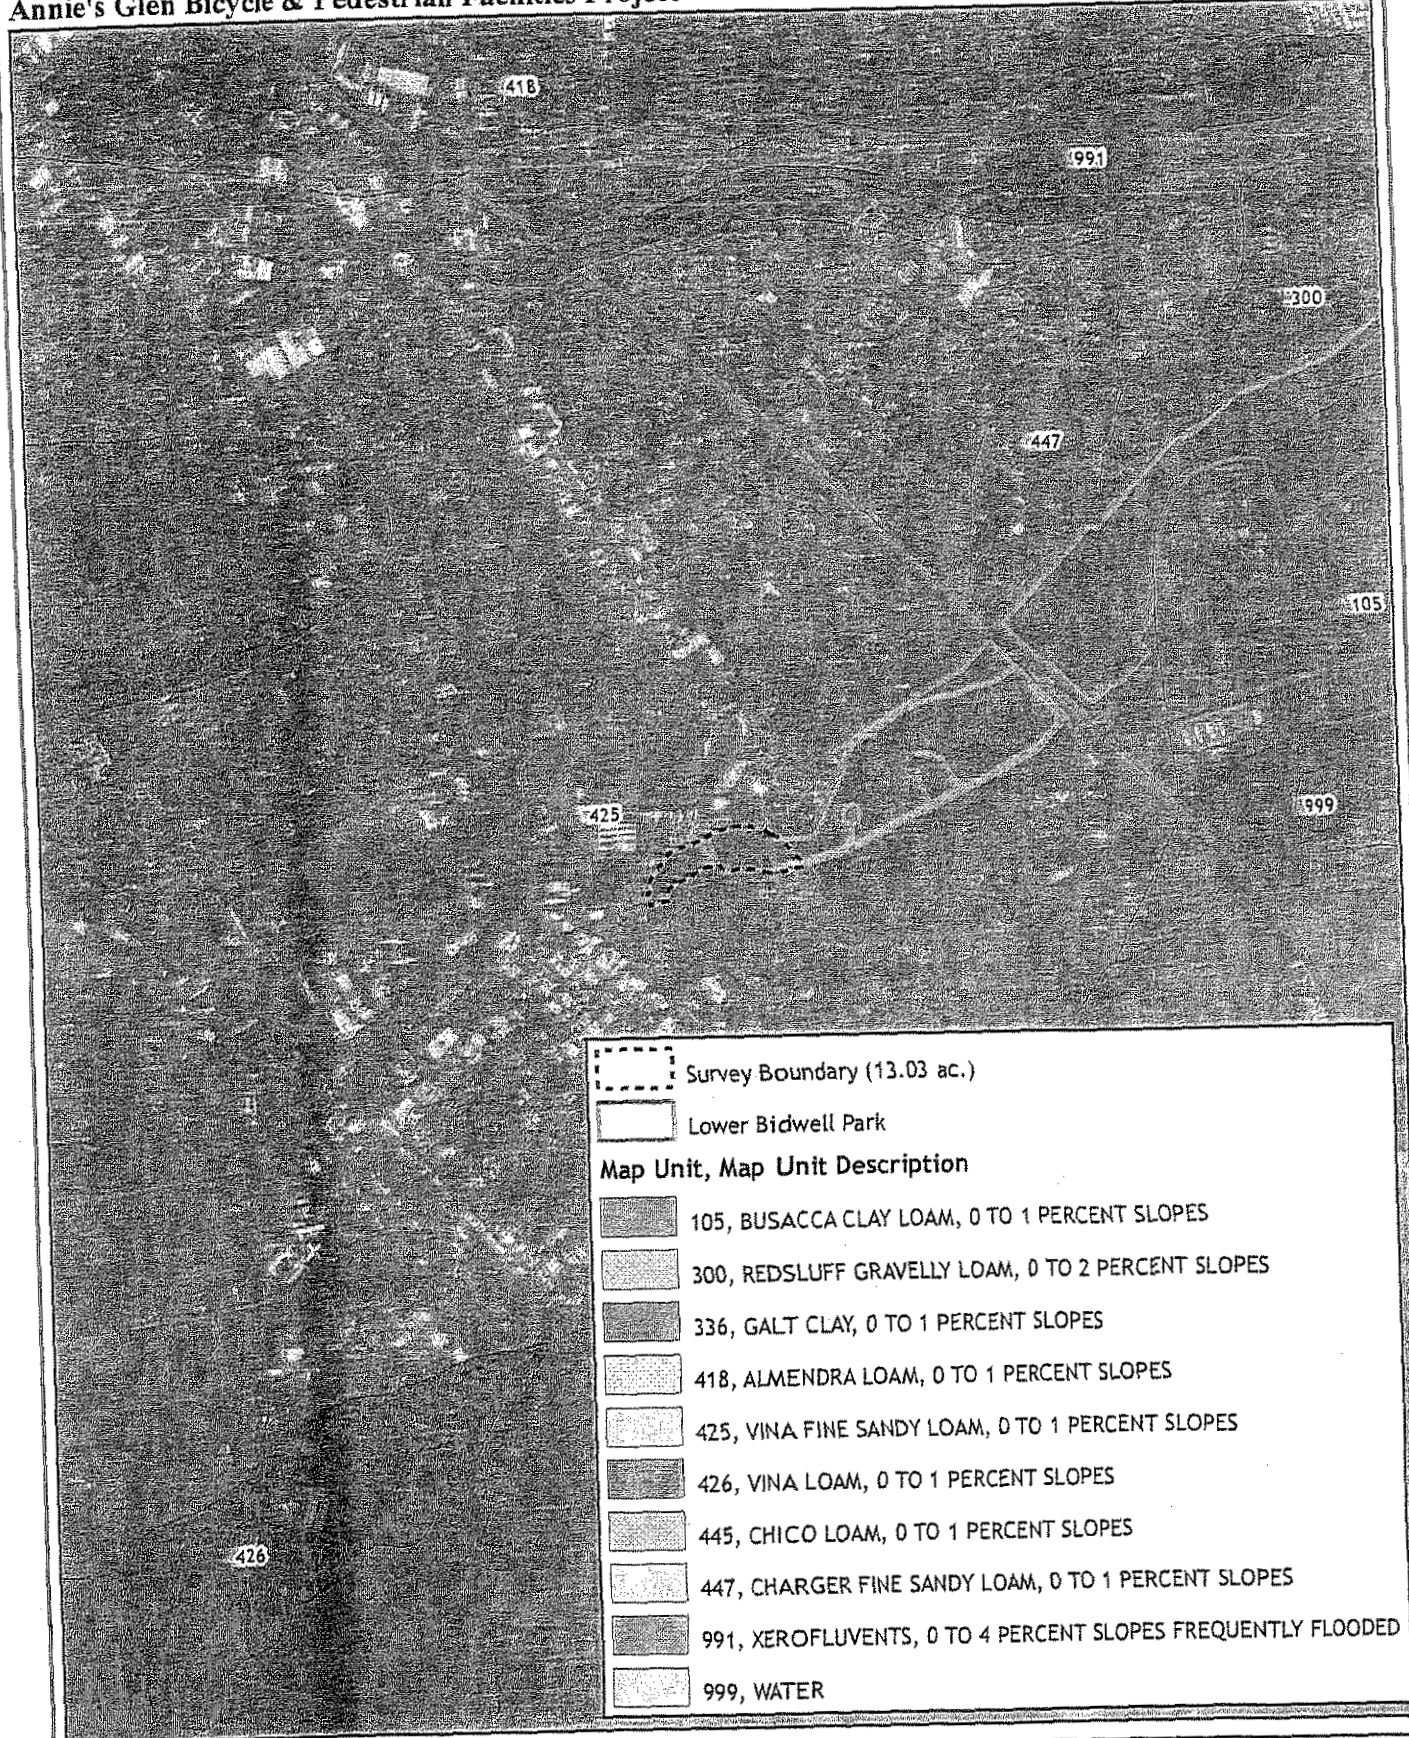 Annie's Glen Bicycle & Pedestrian Facilities Project
418
991
300
447
105
425
999
426
Survey Boundary (13.03 ac.)
Lower Bidwell Park
Map Unit, Map Unit Description
105, BUSACCA CLAY LOAM, 0 TO 1 PERCENT SLOPES
300, REDSLUFF GRAVELLY LOAM, 0 TO 2 PERCENT SLOPES
336, GALT CLAY, 0 TO 1 PERCENT SLOPES
418, ALMENDRA LOAM, 0 TO 1 PERCENT SLOPES
425, VINA FINE SANDY LOAM, 0 TO 1 PERCENT SLOPES
426, VINA LOAM, 0 TO 1 PERCENT SLOPES
445, CHICO LOAM, 0 TO 1 PERCENT SLOPES
447, CHARGER FINE SANDY LOAM, 0 TO 1 PERCENT SLOPES
991, XEROFLUVENTS, 0 TO 4 PERCENT SLOPES FREQUENTLY FLOODED
999, WATER